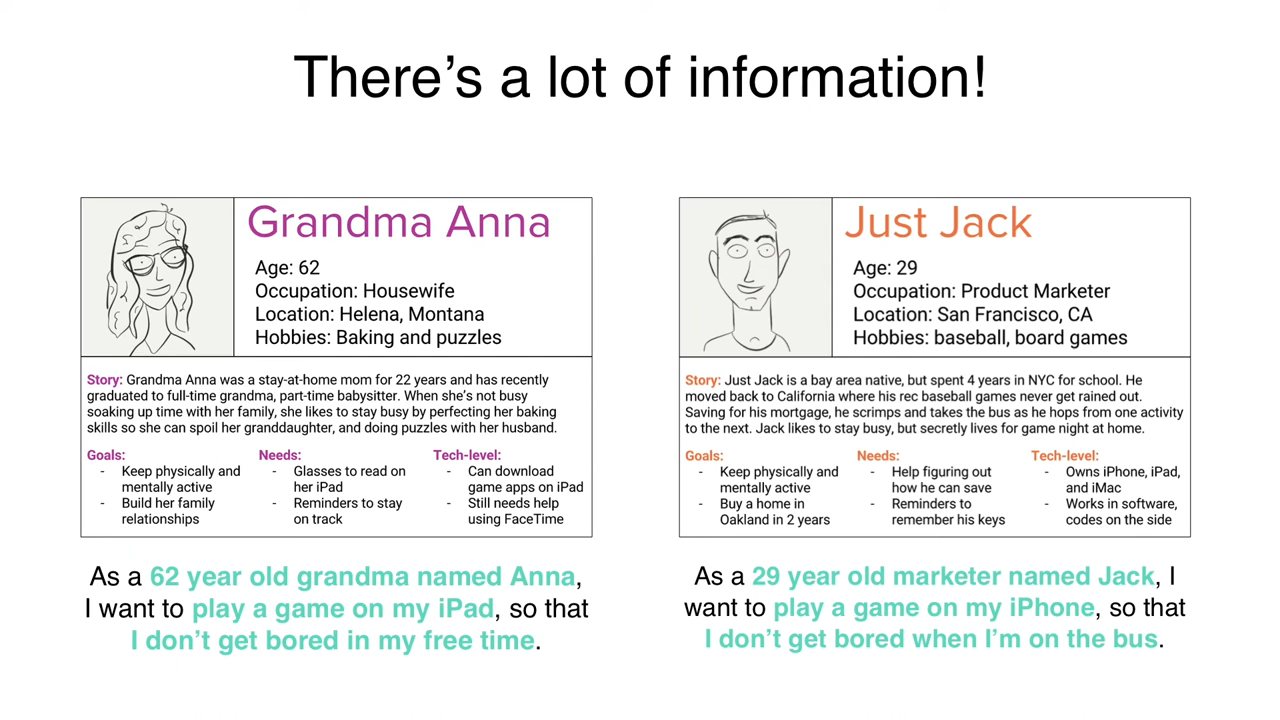 There’s a lot of information!
Grandma Anna
Age: 62
Occupation: Housewife
Location: Helena, Montana
Hobbies: Baking and puzzles
Story: Grandma Anna was a stay-at-home mom for 22 years and has recently
graduated to full-time grandma, part-time babysitter. When she’s not busy
soaking up time with her family, she likes to stay busy by perfecting her baking
skills so she can spoil her granddaughter, and doing puzzles with her husband.
Goals:
- Keep physically and
mentally active
- Build her family
relationships
Needs:
- Glasses to read on
her iPad
- Reminders to stay
on track
Tech-level:
- Can download
game apps on iPad
- Still needs help
using FaceTime
As a 62 year old grandma named Anna,
I want to play a game on my iPad, so that
I don’t get bored in my free time.
Just Jack
Age: 29
Occupation: Product Marketer
Location: San Francisco, CA
Hobbies: baseball, board games
Story: Just Jack is a bay area native, but spent 4 years in NYC for school. He
moved back to California where his rec baseball games never get rained out.
Saving for his mortgage, he scrimps and takes the bus as he hops from one activity
to the next. Jack likes to stay busy, but secretly lives for game night at home.
Goals:
- Keep physically and
mentally active
- Buy a home in
Oakland in 2 years
Needs:
- Help figuring out
how he can save
- Reminders to
remember his keys
Tech-level:
- Owns iPhone, iPad,
and iMac
- Works in software,
codes on the side
As a 29 year old marketer named Jack, I
want to play a game on my iPhone, so that
I don’t get bored when I’m on the bus.